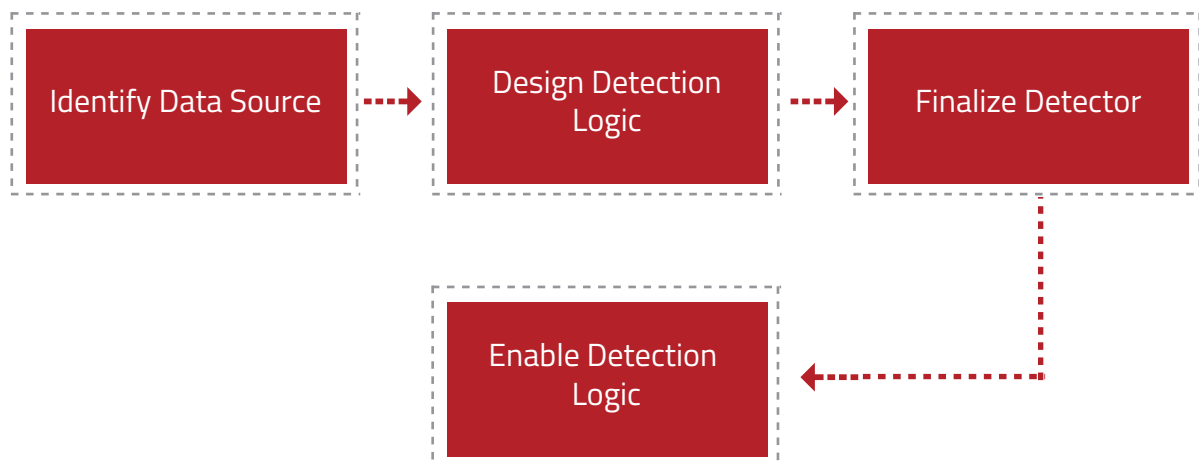 Identify Data Source
Design Detection
Logic
Finalize Detector
Enable Detection
Logic